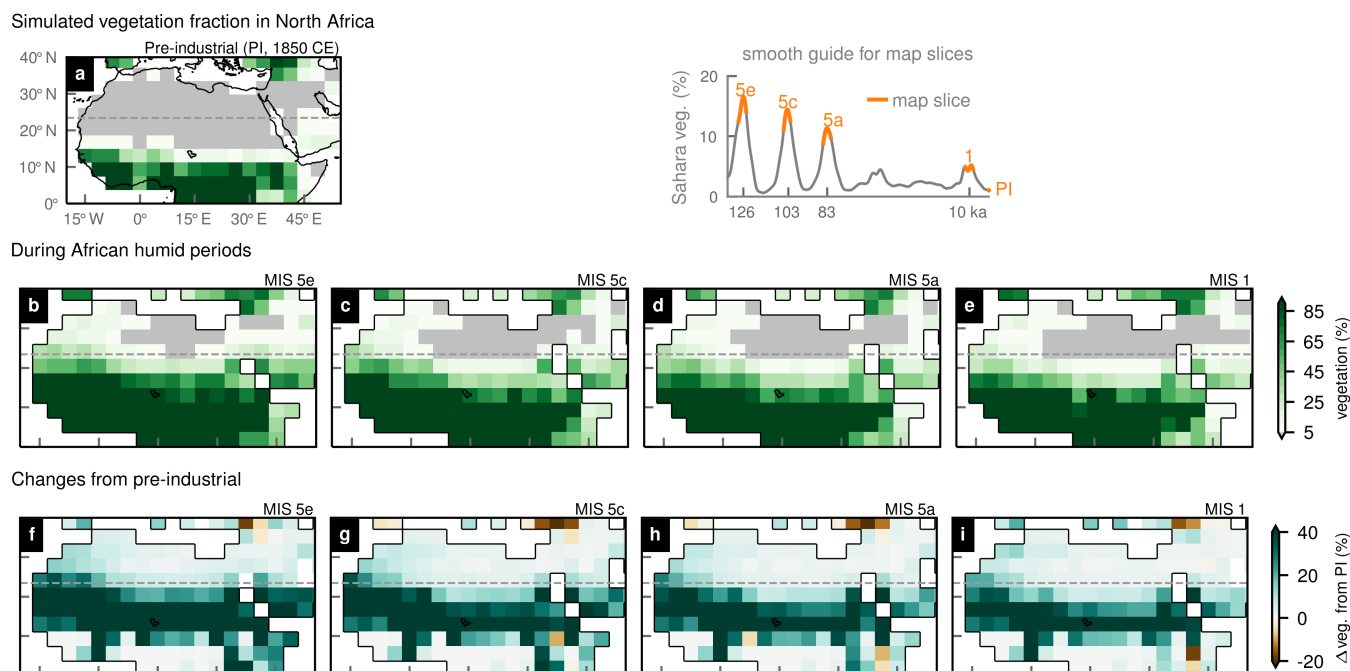 Simulated vegetation fraction in North Africa
Pre-industrial (PI, 1850 CE)
a
40° N
30° N
20° N
10° N
0°
15° W 0° 15° E 30° E 45° E
smooth guide for map slices
Sahara veg. (%)
20
10
0
5e
5c
5a
1
PI
map slice
126 103 83 10 ka
During African humid periods
MIS 5e MIS 5c MIS 5a MIS 1
b c d e
85
65
45
25
5
vegetation (%)
Changes from pre-industrial
MIS 5e MIS 5c MIS 5a MIS 1
f g h i
40
20
0
-20
△veg. from PI (%)